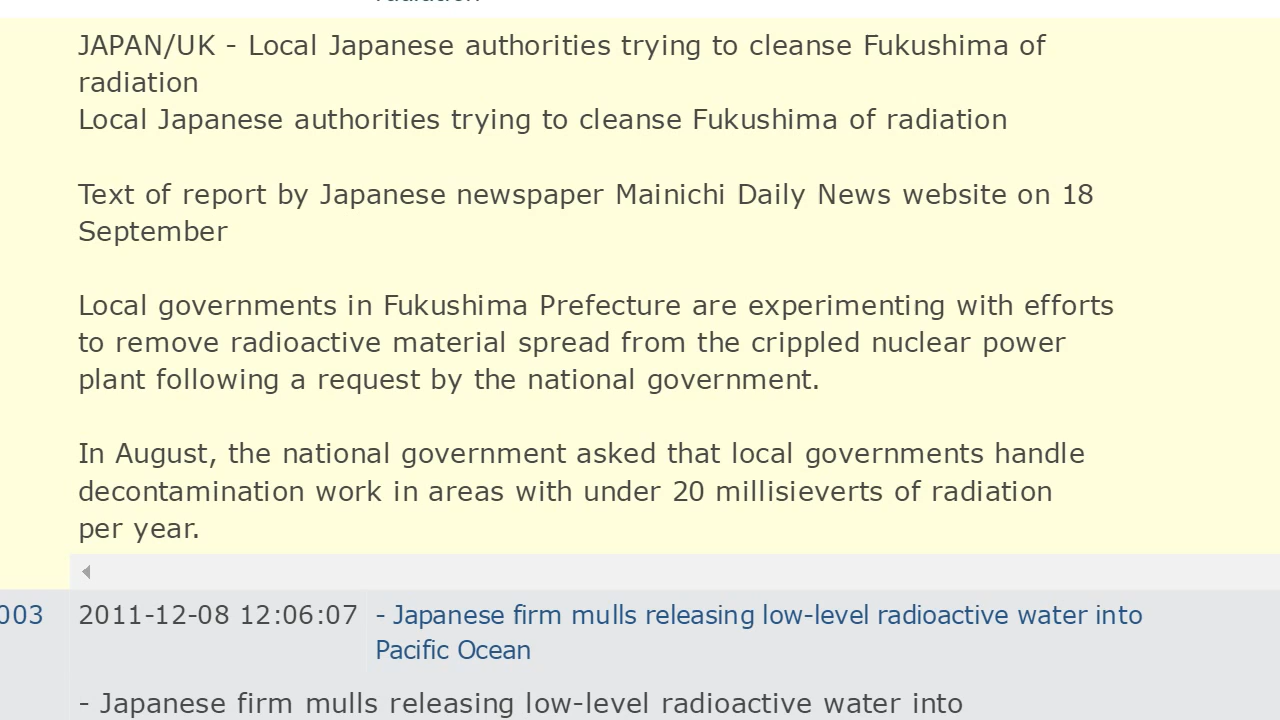 JAPAN/UK - Local Japanese authorities trying to cleanse Fukushima of
radiation
Local Japanese authorities trying to cleanse Fukushima of radiation
Text of report by Japanese newspaper Mainichi Daily News website on 18
September
Local governments in Fukushima Prefecture are experimenting with efforts
to remove radioactive material spread from the crippled nuclear power
plant following a request by the national government.
In August, the national government asked that local governments handle
decontamination work in areas with under 20 millisieverts of radiation
per year.
003 2011-12-08 12:06:07 - Japanese firm mulls releasing low-level radioactive water into
Pacific Ocean
- Japanese firm mulls releasing low-level radioactive water into